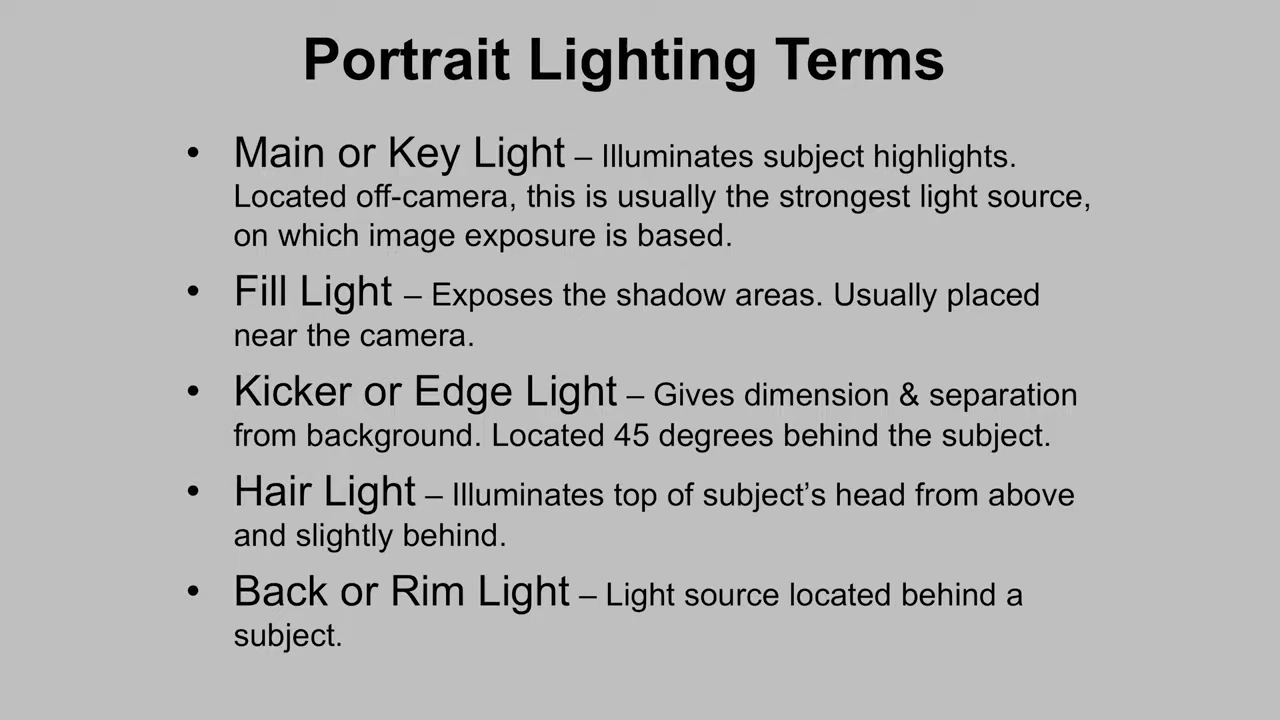 Portrait Lighting Terms
• Main or Key Light – Illuminates subject highlights.
Located off-camera, this is usually the strongest light source,
on which image exposure is based.
• Fill Light – Exposes the shadow areas. Usually placed
near the camera.
• Kicker or Edge Light – Gives dimension & separation
from background. Located 45 degrees behind the subject.
• Hair Light – Illuminates top of subject’s head from above
and slightly behind.
• Back or Rim Light – Light source located behind a
subject.